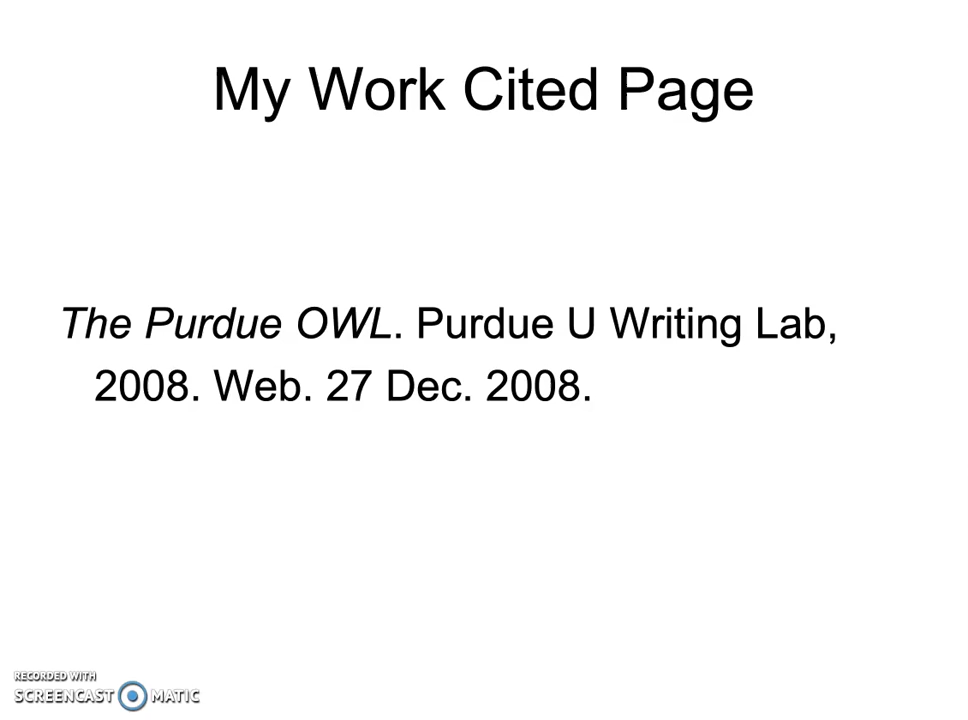 My Work Cited Page
The Purdue OWL. Purdue U Writing Lab,
2008. Web. 27 Dec. 2008.
RECORDED WITH
SCREENCAST MATIC